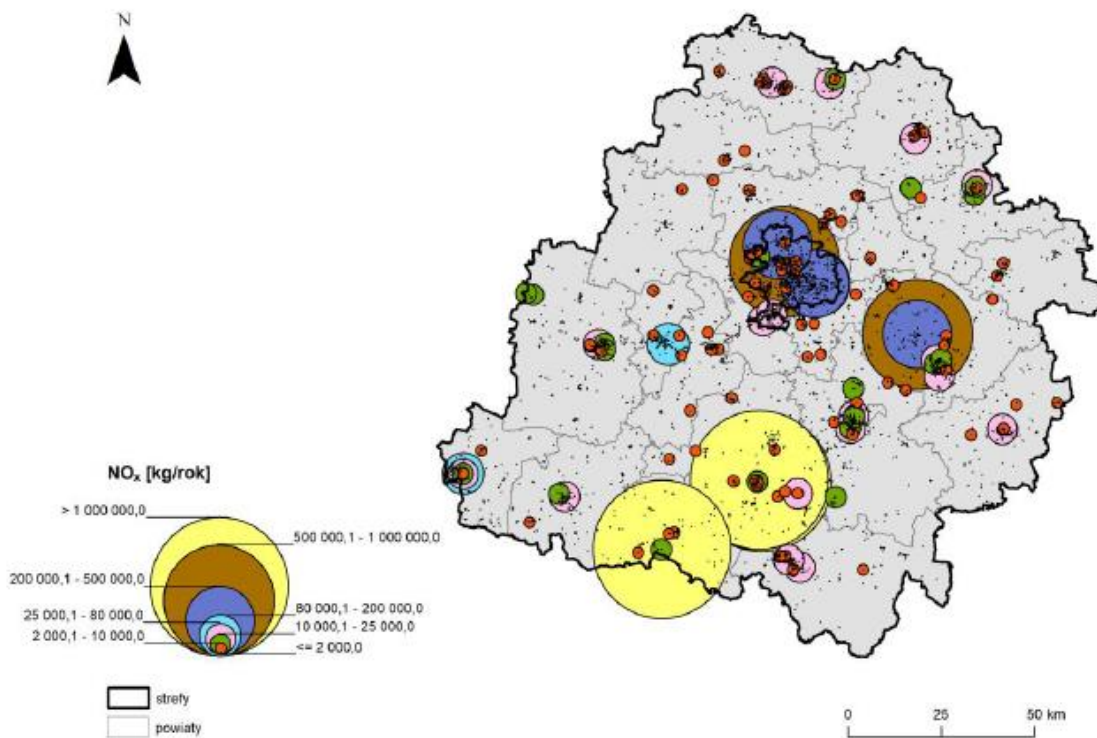 N
NOₓ [kg/rok]
> 1 000 000,0
500 000,1 - 1 000 000,0
200 000,1 - 500 000,0
80 000,1 - 200 000,0
25 000,1 - 80 000,0
10 000,1 - 25 000,0
2 000,1 - 10 000,0
<= 2 000,0
strefy
powiaty
0 25 50 km